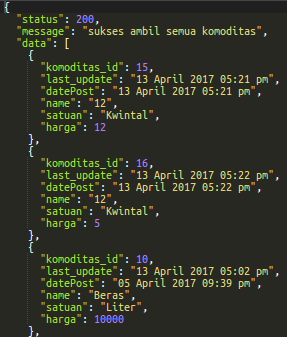 {
  "status": 200,
  "message": "sukses ambil semua komoditas",
  "data": [
    {
      "komoditas_id": 15,
      "last_update": "13 April 2017 05:21 pm",
      "datePost": "13 April 2017 05:21 pm",
      "name": "12",
      "satuan": "Kwintal",
      "harga": 12
    },
    {
      "komoditas_id": 16,
      "last_update": "13 April 2017 05:22 pm",
      "datePost": "13 April 2017 05:22 pm",
      "name": "12",
      "satuan": "Kwintal",
      "harga": 5
    },
    {
      "komoditas_id": 10,
      "last_update": "13 April 2017 05:02 pm",
      "datePost": "05 April 2017 09:39 pm",
      "name": "Beras",
      "satuan": "Liter",
      "harga": 10000
    },